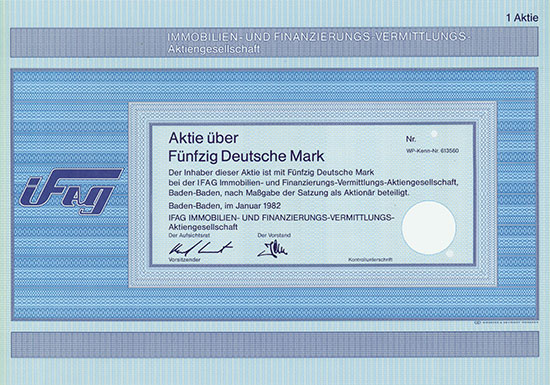 1 Aktie
IMMOBILIEN- UND FINANZIERUNGS-VERMITTLUNGS-
Aktiengesellschaft
iFAG
Aktie über
Fünfzig Deutsche Mark
Nr.
WP-Kenn-Nr. 613560
Der Inhaber dieser Aktie ist mit Fünfzig Deutsche Mark
bei der IFAG Immobilien- und Finanzierungs-Vermittlungs-Aktiengesellschaft,
Baden-Baden, nach Maßgabe der Satzung als Aktionär beteiligt.
Baden-Baden, im Januar 1982
IFAG IMMOBILIEN- UND FINANZIERUNGS-VERMITTLUNGS-
Aktiengesellschaft
Der Aufsichtsrat
Der Vorstand
Vorsitzender
Kontrollunterschrift